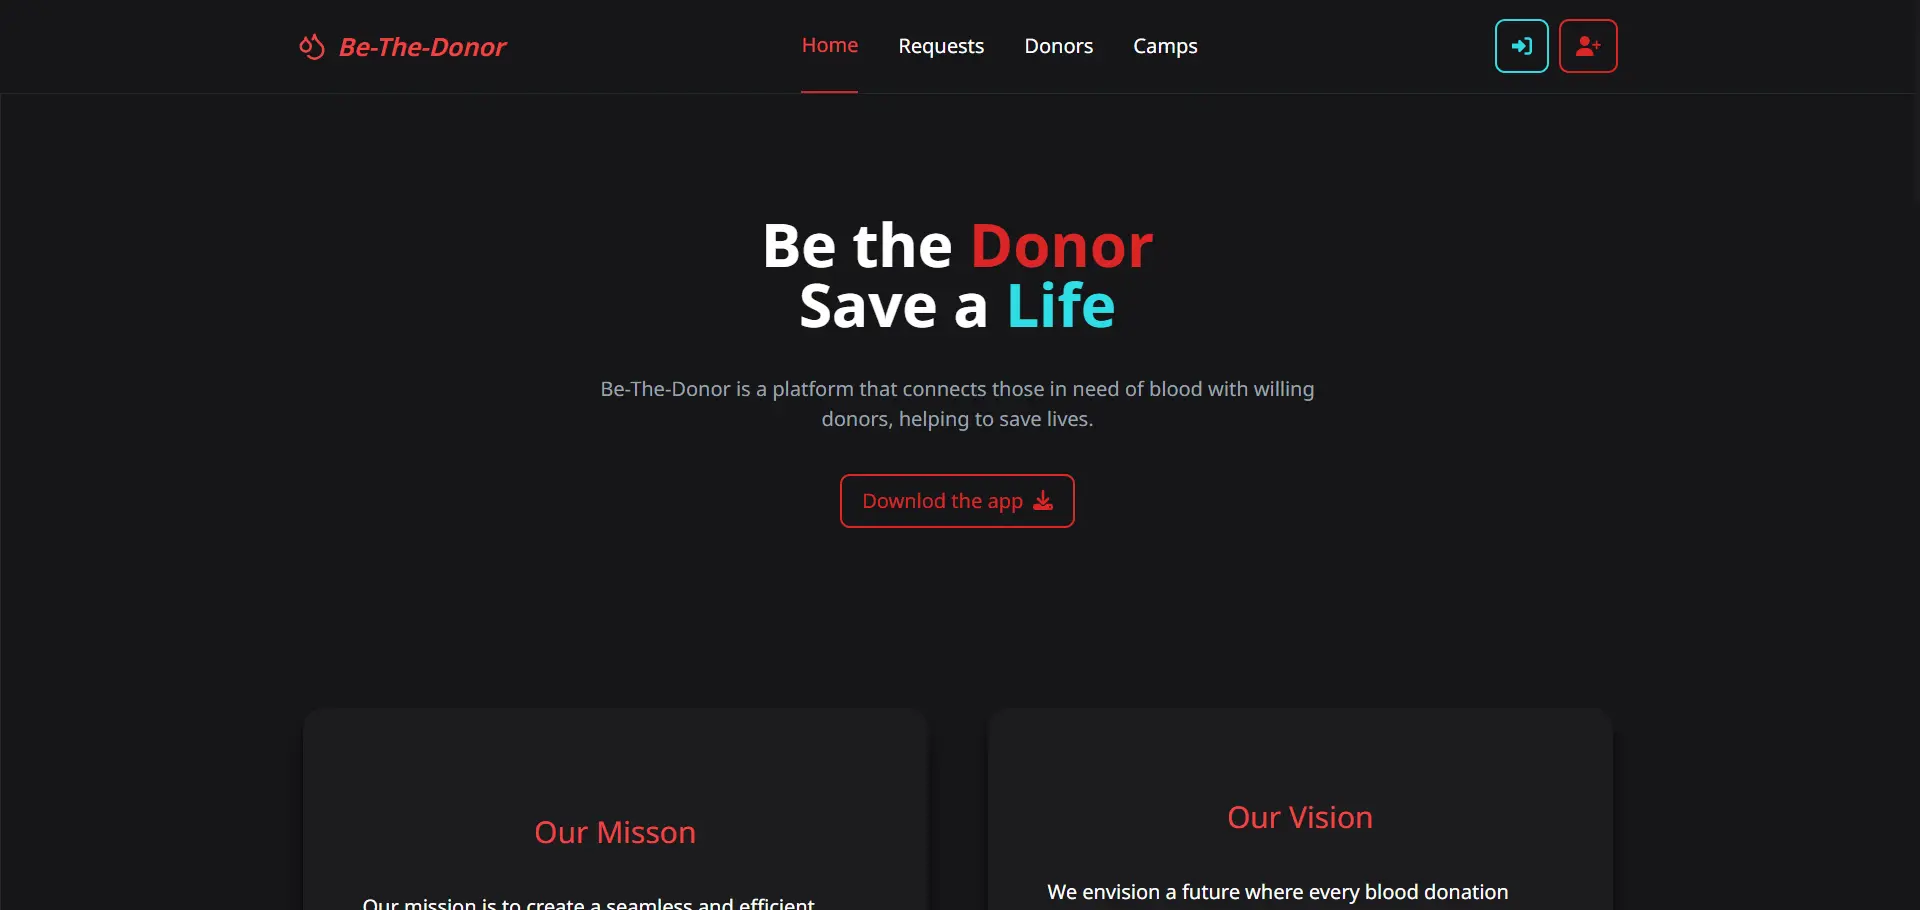 Be-The-Donor
Home
Requests
Donors
Camps
Be the Donor
Save a Life
Be-The-Donor is a platform that connects those in need of blood with willing
donors, helping to save lives.
Downlod the app
Our Misson
Our mission is to create a seamless and efficient
Our Vision
We envision a future where every blood donation